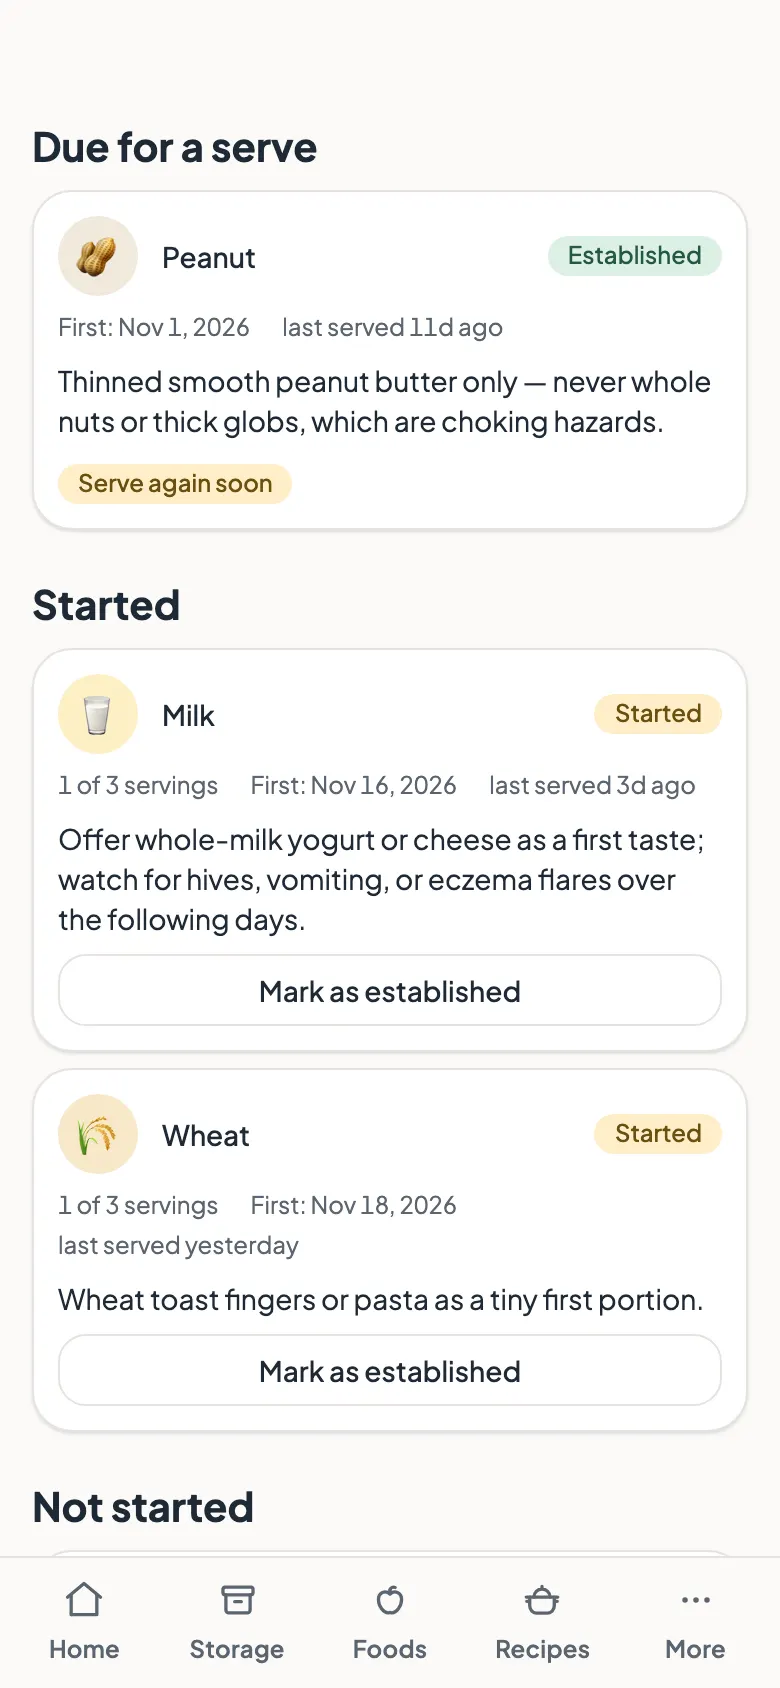 Due for a serve
Peanut
Established
First: Nov 1, 2026 last served 11d ago
Thinned smooth peanut butter only — never whole
nuts or thick globs, which are choking hazards.
Serve again soon
Started
Milk
Started
1 of 3 servings First: Nov 16, 2026 last served 3d ago
Offer whole-milk yogurt or cheese as a first taste;
watch for hives, vomiting, or eczema flares over
the following days.
Mark as established
Wheat
Started
1 of 3 servings First: Nov 18, 2026
last served yesterday
Wheat toast fingers or pasta as a tiny first portion.
Mark as established
Not started
Home
Storage
Foods
Recipes
More